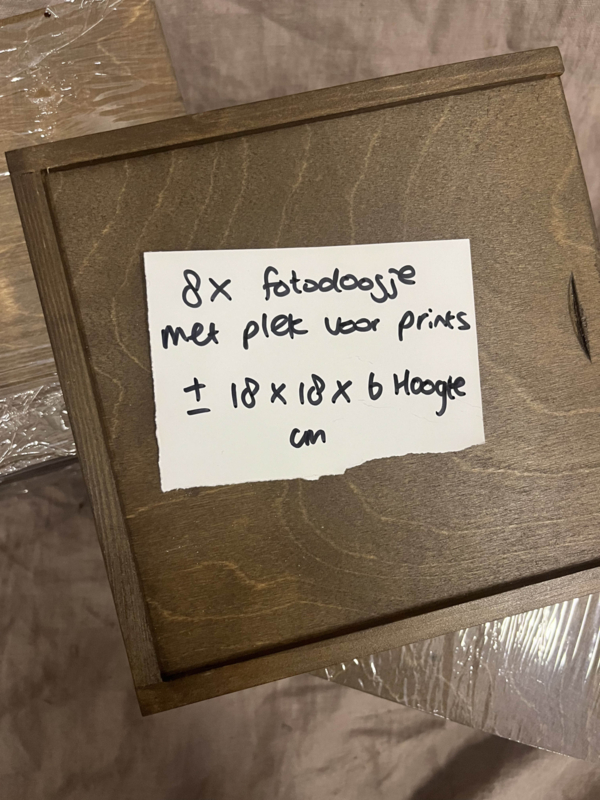 8x fotodoosje
met plek voor prints
± 18 x 18 x 6 Hoogte
cm